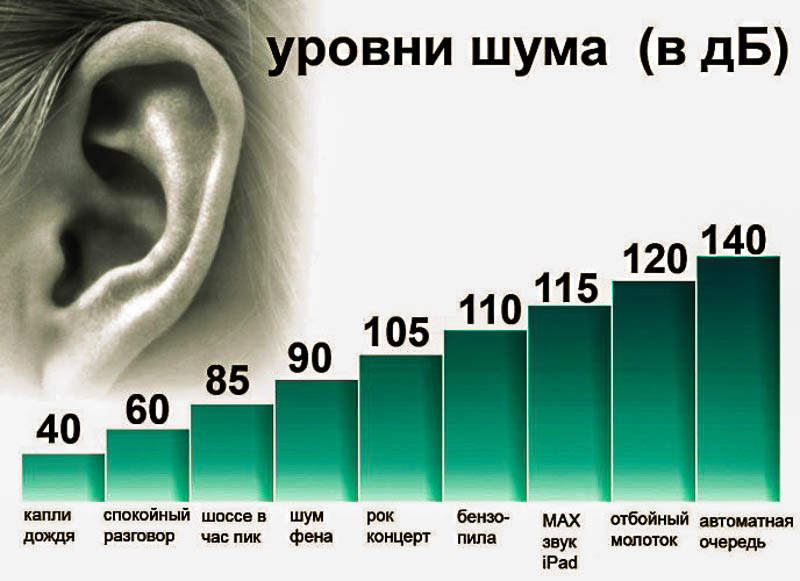 уровни шума (в дБ)
40
60
85
90
105
110
115
120
140
капли
дождя
спокойный
разговор
шоссе в
час пик
шум
фена
рок
концерт
бензо-
пила
MAX
звук
iPad
отбойный
молоток
автоматная
очередь